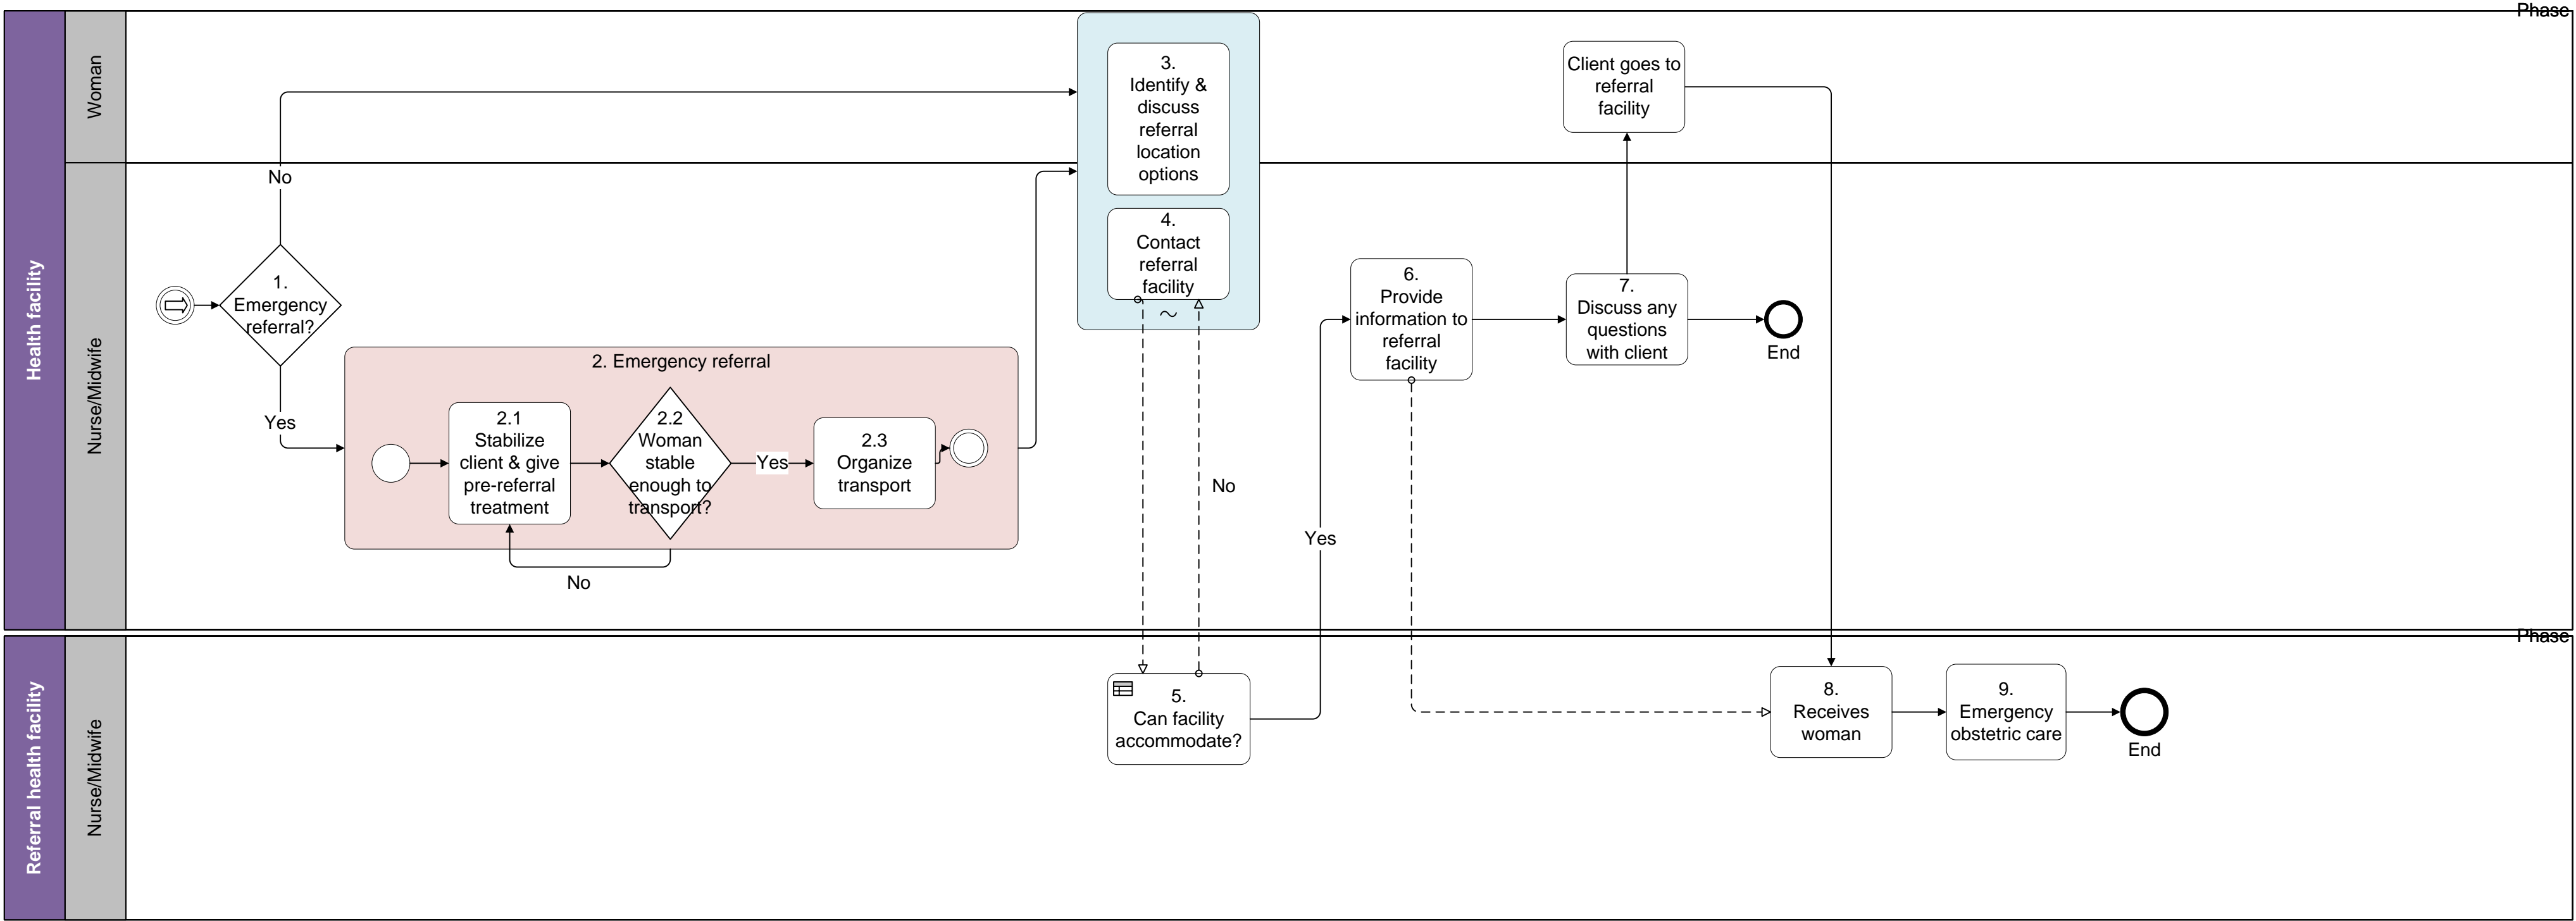 Phase
Health facility
Woman
Nurse/Midwife
No
1.
Emergency
referral?
Yes
2. Emergency referral
2.1
Stabilize
client & give
pre-referral
treatment
2.2
Woman
stable
enough to
transport?
Yes
2.3
Organize
transport
No
3.
Identify &
discuss
referral
location
options
4.
Contact
referral
facility
No
Yes
6.
Provide
information to
referral
facility
7.
Discuss any
questions
with client
Client goes to
referral
facility
End
Phase
Referral health facility
Nurse/Midwife
5.
Can facility
accommodate?
8.
Receives
woman
9.
Emergency
obstetric care
End